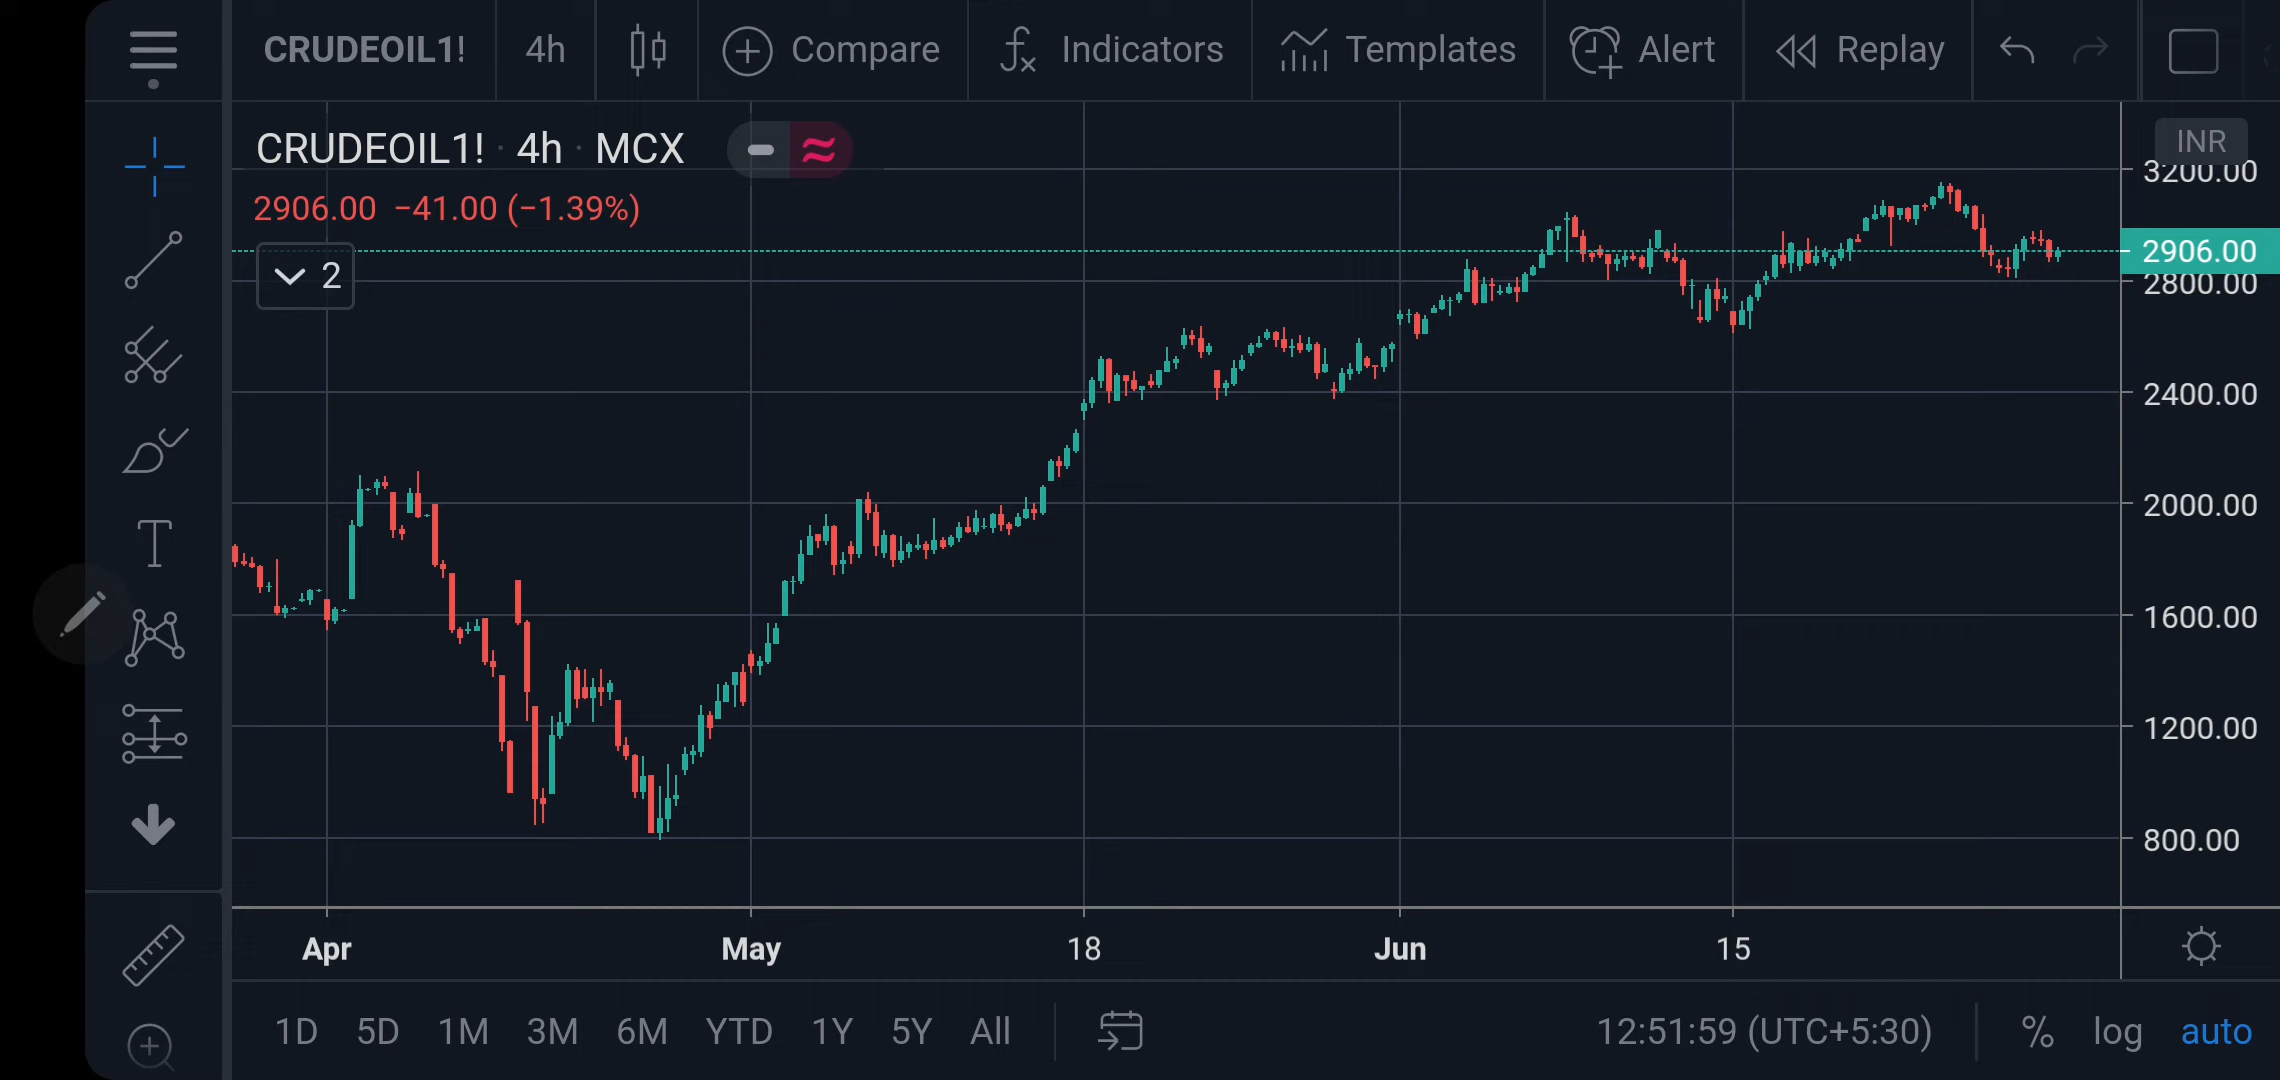 CRUDEOIL1! 4h Compare Indicators Templates Alert Replay
CRUDEOIL1! · 4h · MCX
INR
3200.00
2906.00 −41.00 (−1.39%)
2906.00
2
2800.00
2400.00
2000.00
1600.00
1200.00
800.00
Apr May 18 Jun 15
1D 5D 1M 3M 6M YTD 1Y 5Y All 12:51:59 (UTC+5:30) % log auto